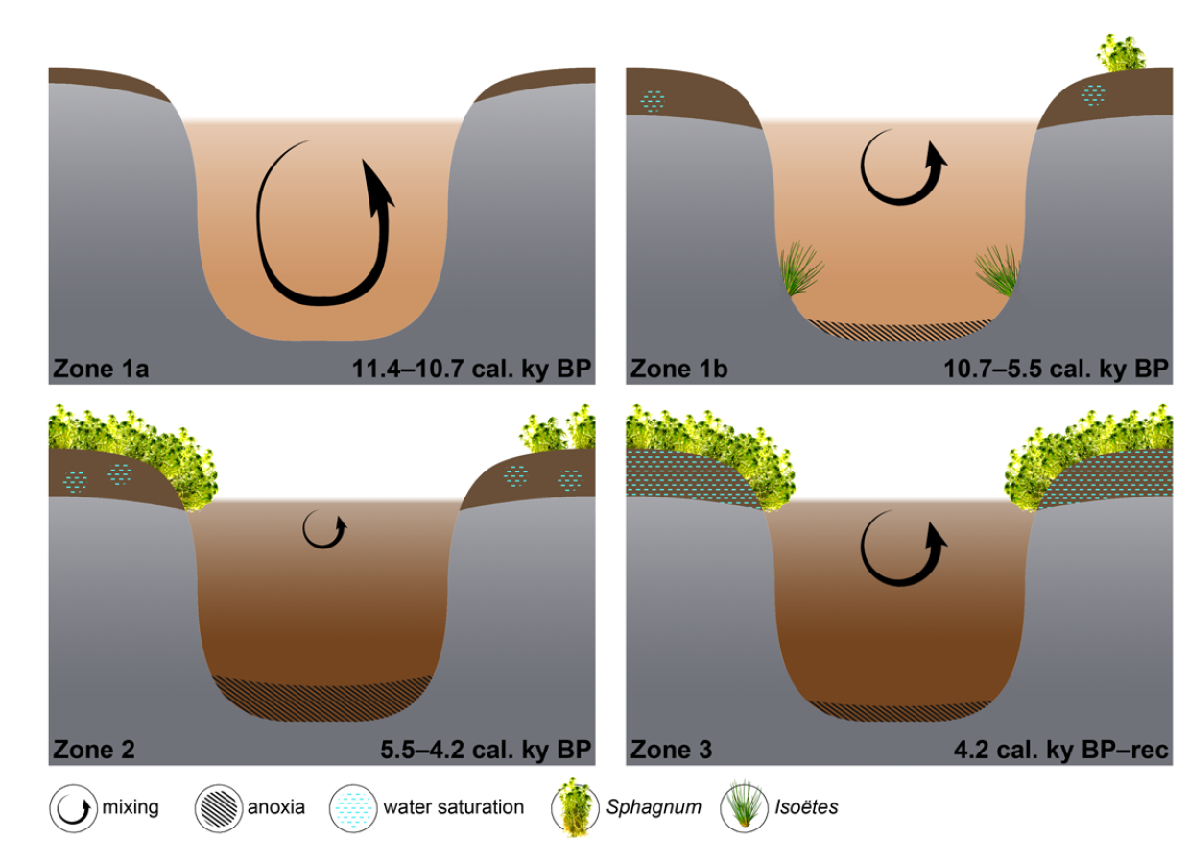 Zone 1a
11.4–10.7 cal. ky BP
Zone 1b
10.7–5.5 cal. ky BP
Zone 2
5.5–4.2 cal. ky BP
Zone 3
4.2 cal. ky BP–rec
mixing
anoxia
water saturation
Sphagnum
Isoëtes